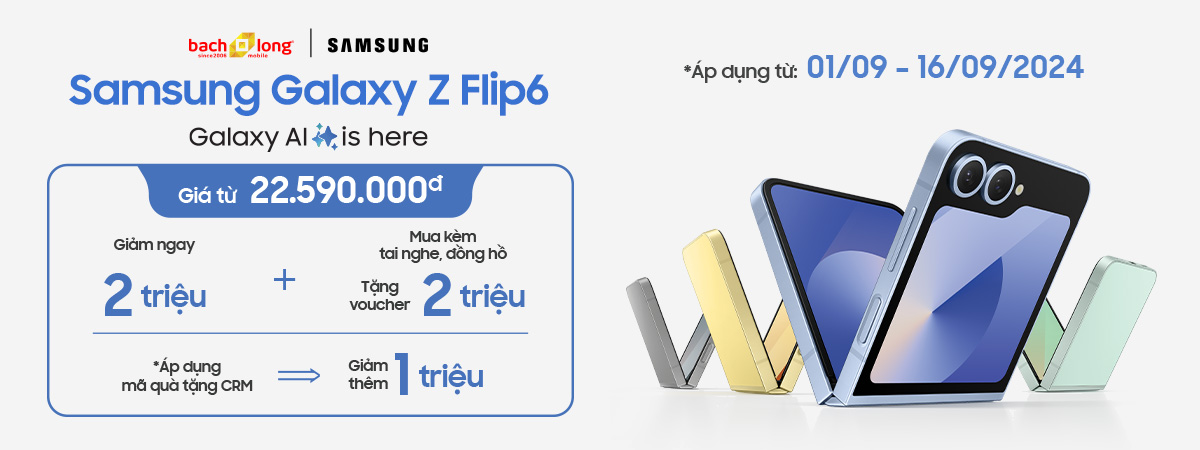 bach long
since 2008 mobile
SAMSUNG
Samsung Galaxy Z Flip6
Galaxy AI is here
Giá từ 22.590.000đ
Giảm ngay
2 triệu
+
Mua kèm
tai nghe, đồng hồ
Tặng
voucher
2 triệu
*Áp dụng
mã quà tặng CRM
Giảm
thêm
1 triệu
*Áp dụng từ: 01/09 - 16/09/2024